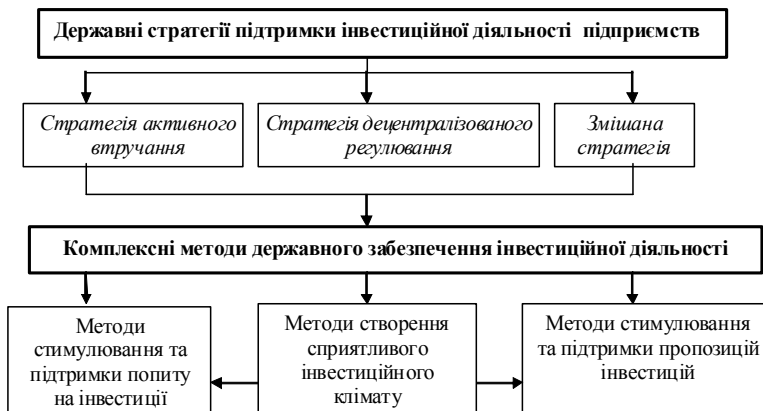 Державні стратегії підтримки інвестиційної діяльності підприємств
Стратегія активного
втручання
Стратегія децентралізованого
регулювання
Змішана
стратегія
Комплексні методи державного забезпечення інвестиційної діяльності
Методи
стимулювання та
підтримки попиту
на інвестиції
Методи створення
сприятливого
інвестиційного
клімату
Методи стимулювання
та підтримки пропозицій
інвестицій